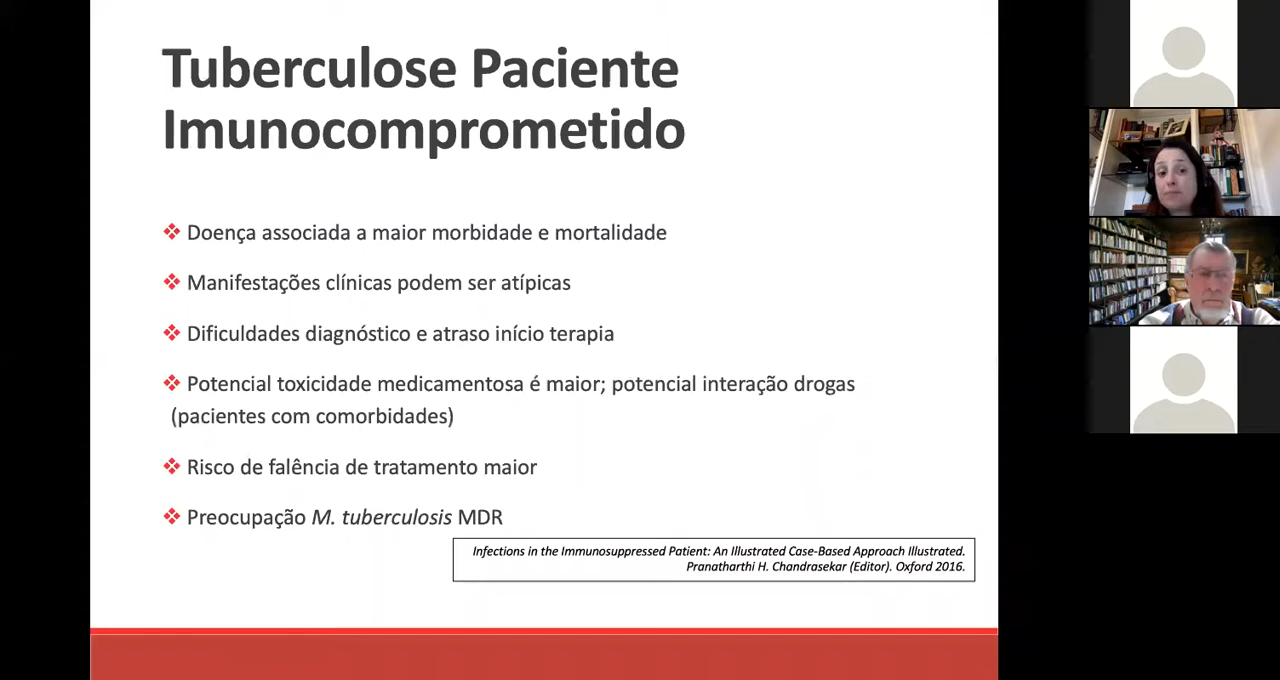 Tuberculose Paciente
Imunocomprometido
❖ Doença associada a maior morbidade e mortalidade
❖ Manifestações clínicas podem ser atípicas
❖ Dificuldades diagnóstico e atraso início terapia
❖ Potencial toxicidade medicamentosa é maior; potencial interação drogas
(pacientes com comorbidades)
❖ Risco de falência de tratamento maior
❖ Preocupação M. tuberculosis MDR
Infections in the Immunosuppressed Patient: An Illustrated Case-Based Approach Illustrated.
Pranatharthi H. Chandrasekar (Editor). Oxford 2016.